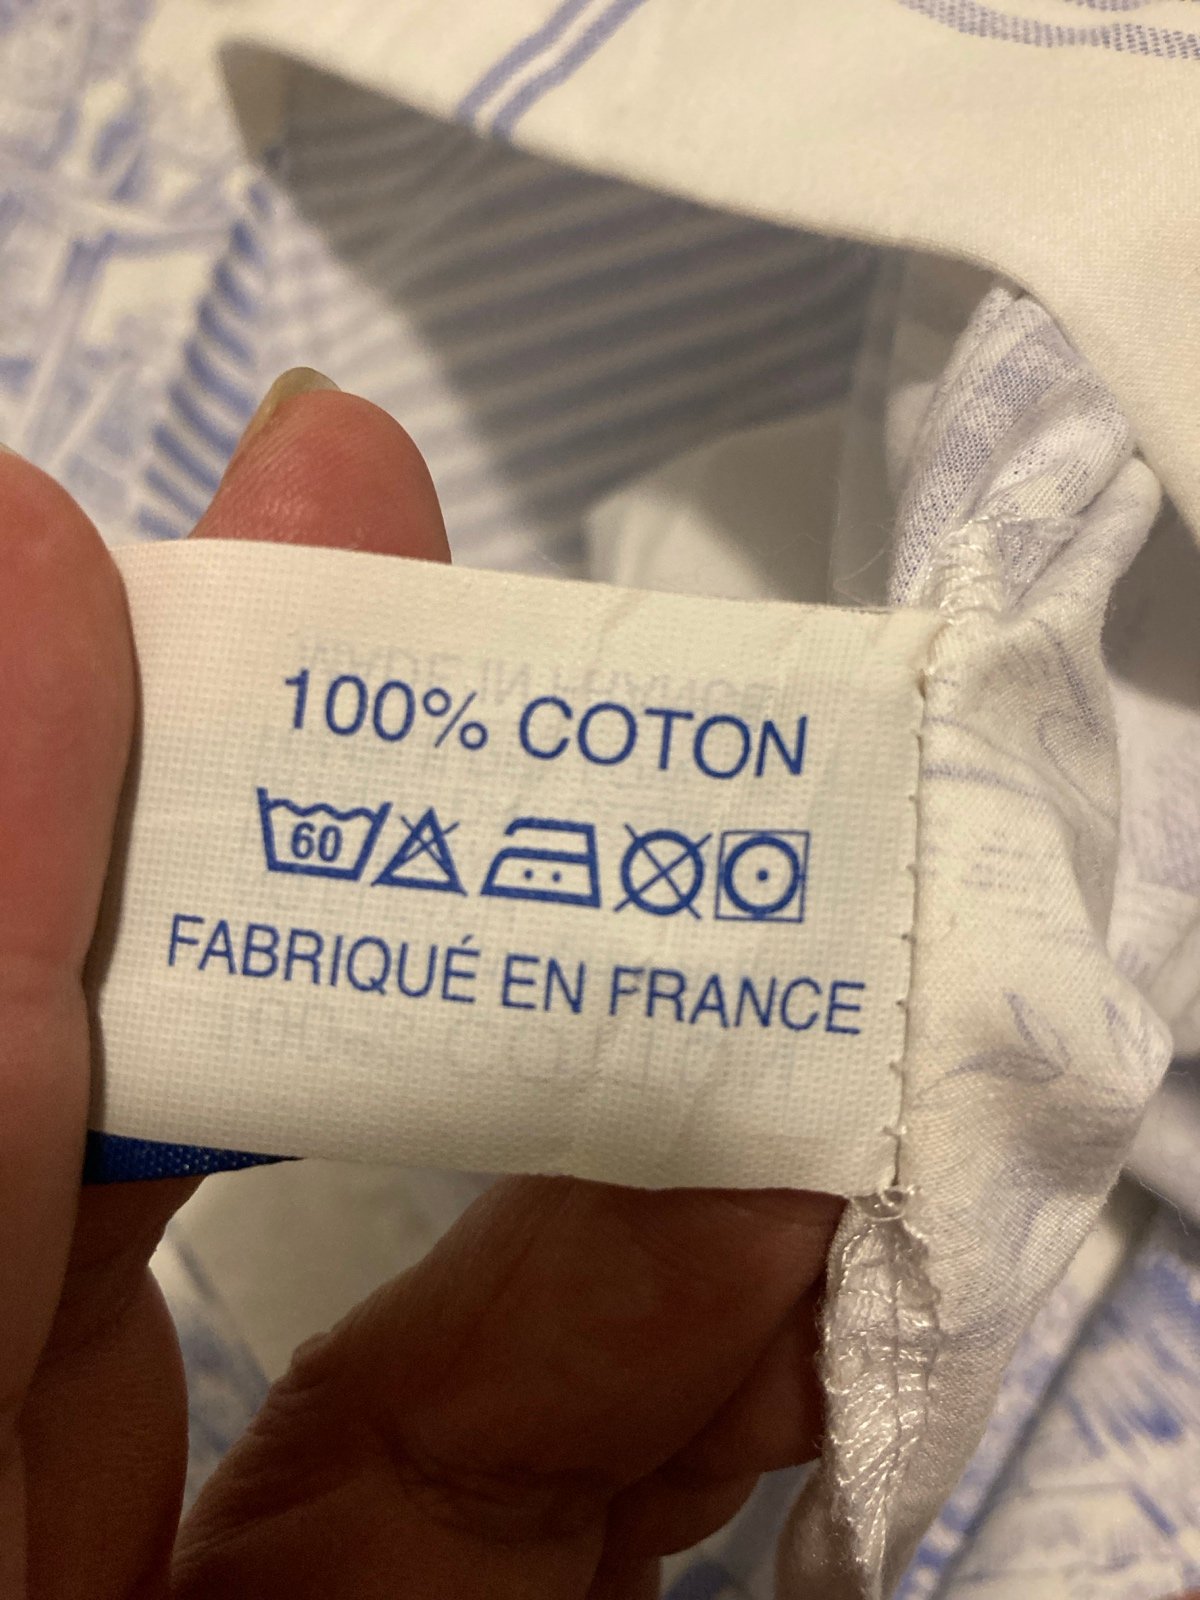 100% COTON
60
FABRIQUÉ EN FRANCE